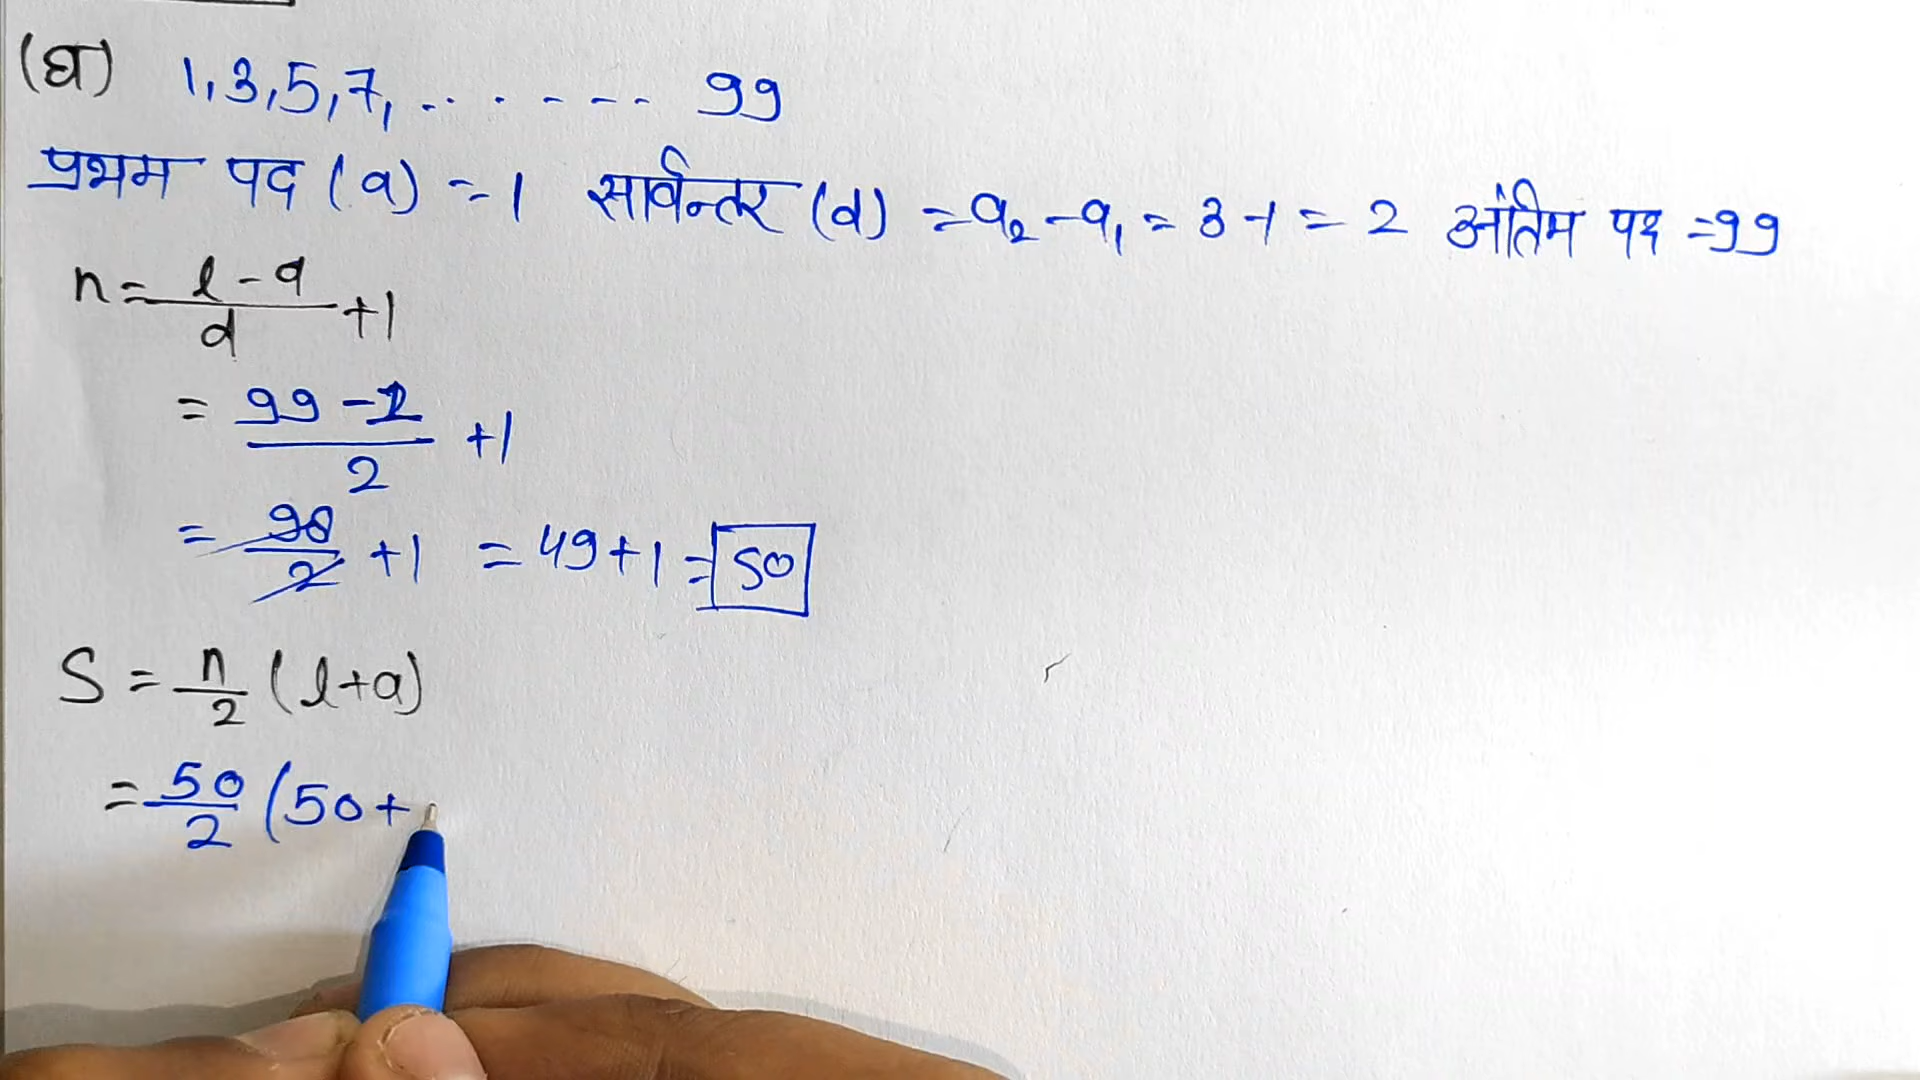 (घ) 1,3,5,7,.......... 99
प्रथम पद (a) = 1 सार्वन्तर (d) = a₂-a₁ = 3-1 = 2 अंतिम पद = 99
n = l-a/d +1
= 99-1/2 +1
= 98/2 +1 = 49+1 = 50
S = n/2 (l+a)
= 50/2 (50+